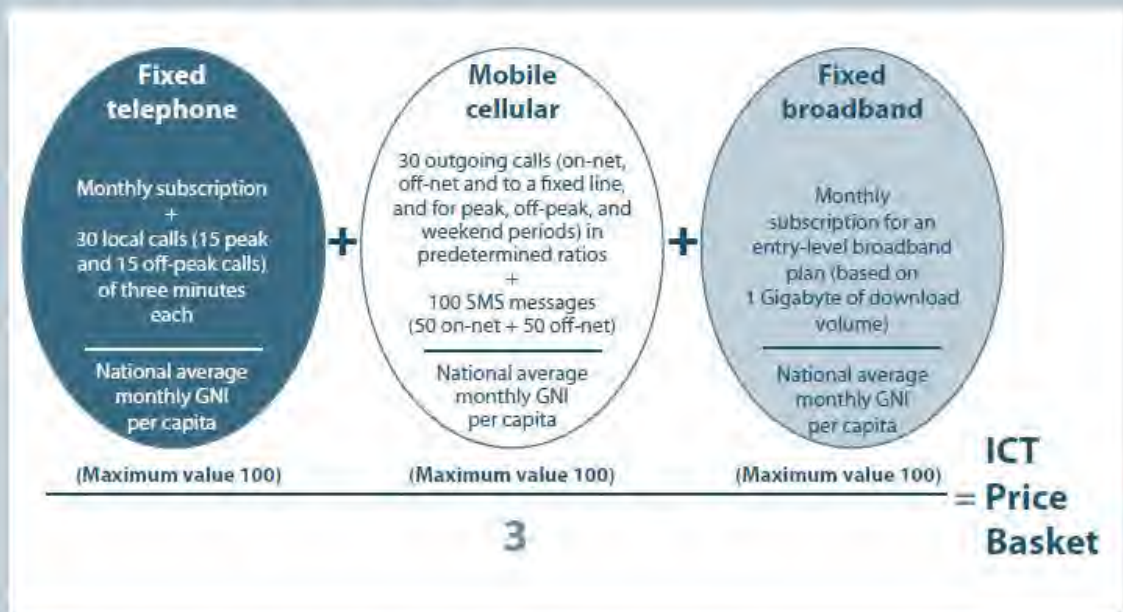 Fixed
telephone
Monthly subscription
+
30 local calls (15 peak
and 15 off-peak calls)
of three minutes
each
National average
monthly GNI
per capita
(Maximum value 100)
+
Mobile
cellular
30 outgoing calls (on-net,
off-net and to a fixed line,
and for peak, off-peak, and
weekend periods) in
predetermined ratios
+
100 SMS messages
(50 on-net + 50 off-net)
National average
monthly GNI
per capita
(Maximum value 100)
+
Fixed
broadband
Monthly
subscription for an
entry-level broadband
plan (based on
1 Gigabyte of download
volume)
National average
monthly GNI
per capita
(Maximum value 100)
3
ICT
= Price
Basket